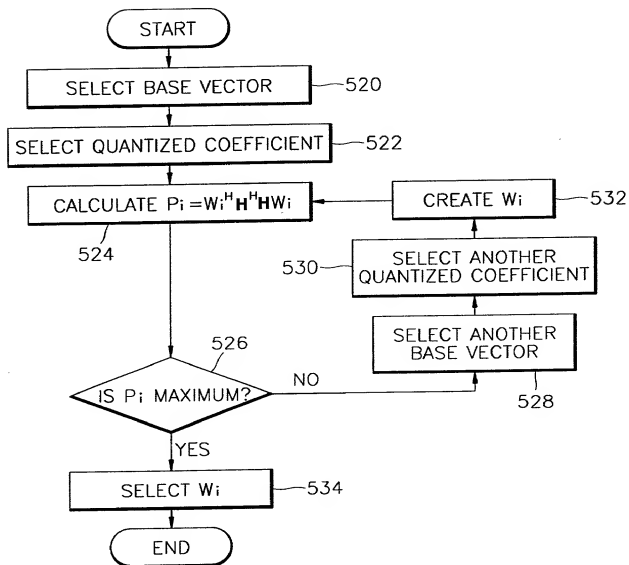 START
SELECT BASE VECTOR
520
SELECT QUANTIZED COEFFICIENT
522
CALCULATE Pi=Wi^H H^H HWi
524
CREATE Wi
532
SELECT ANOTHER
QUANTIZED COEFFICIENT
530
SELECT ANOTHER
BASE VECTOR
528
526
IS Pi MAXIMUM?
NO
YES
SELECT Wi
534
END